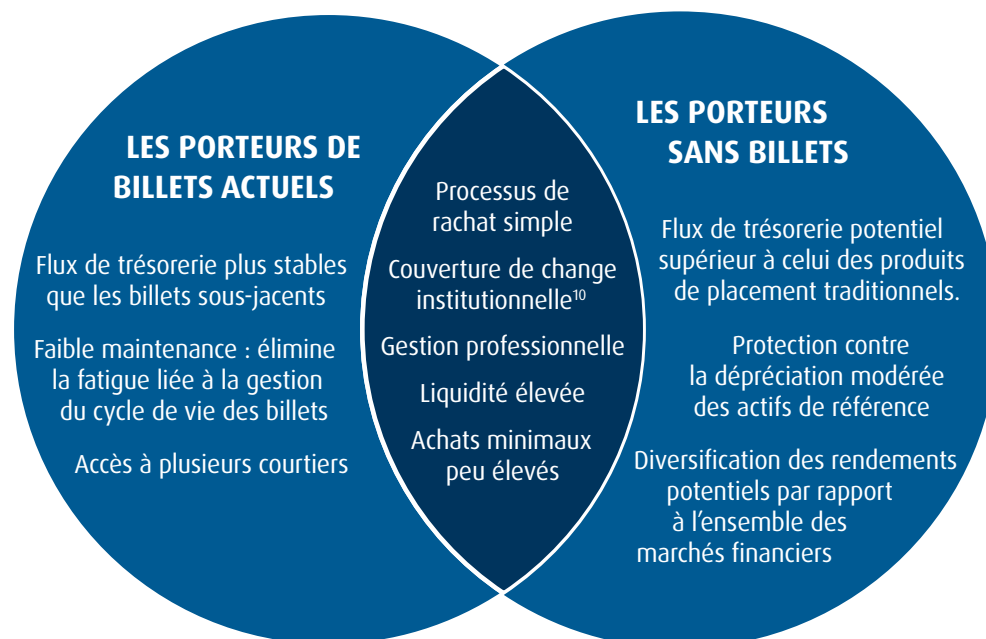 LES PORTEURS DE
BILLETS ACTUELS
Flux de trésorerie plus stables
que les billets sous-jacents
Faible maintenance : élimine
la fatigue liée à la gestion
du cycle de vie des billets
Accès à plusieurs courtiers
Processus de
rachat simple
Couverture de change
institutionnelle¹⁰
Gestion professionnelle
Liquidité élevée
Achats minimaux
peu élevés
LES PORTEURS
SANS BILLETS
Flux de trésorerie potentiel
supérieur à celui des produits
de placement traditionnels.
Protection contre
la dépréciation modérée
des actifs de référence
Diversification des rendements
potentiels par rapport
à l’ensemble des
marchés financiers